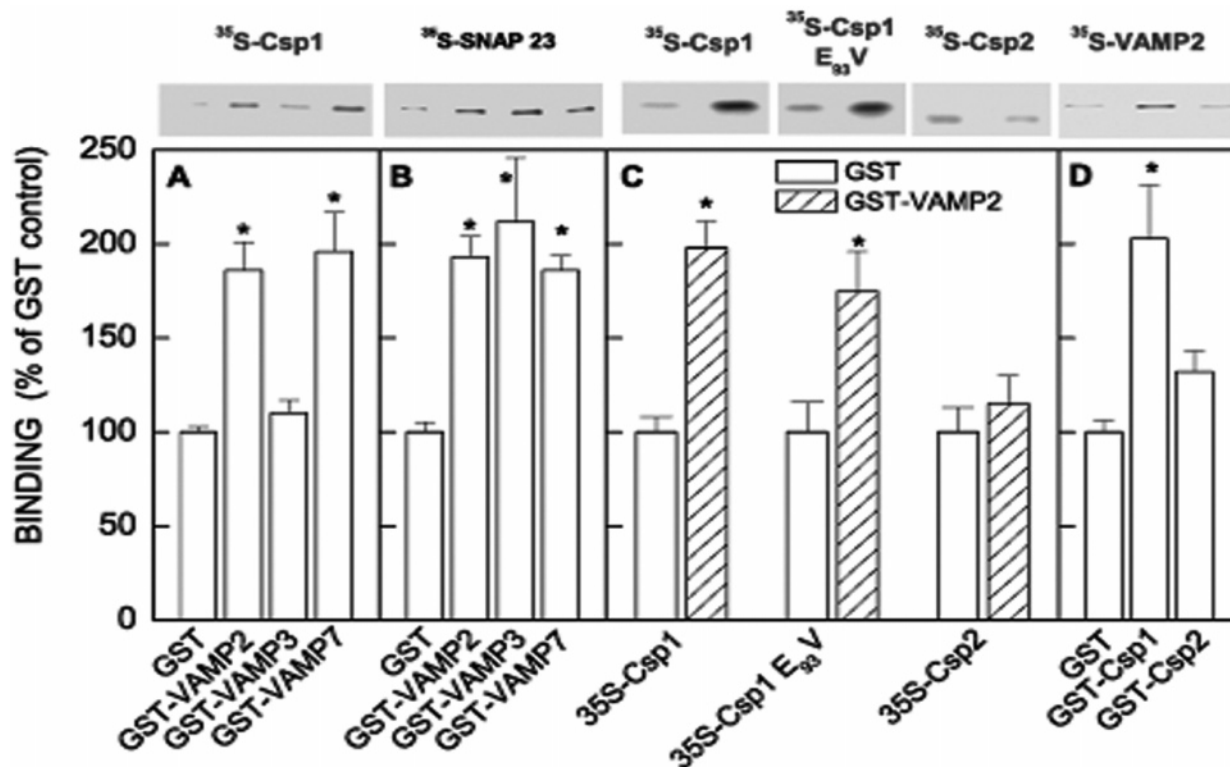 ³⁵S-Csp1
³⁵S-SNAP 23
³⁵S-Csp1
³⁵S-Csp1
E₉₃V
³⁵S-Csp2
³⁵S-VAMP2
BINDING (% of GST control)
250
200
150
100
50
0
A
*
*
B
*
*
*
C
GST
GST-VAMP2
*
*
D
*
GST
GST-VAMP2
GST-VAMP3
GST-VAMP7
GST
GST-VAMP2
GST-VAMP3
GST-VAMP7
35S-Csp1
35S-Csp1 E₉₃V
35S-Csp2
GST
GST-Csp1
GST-Csp2